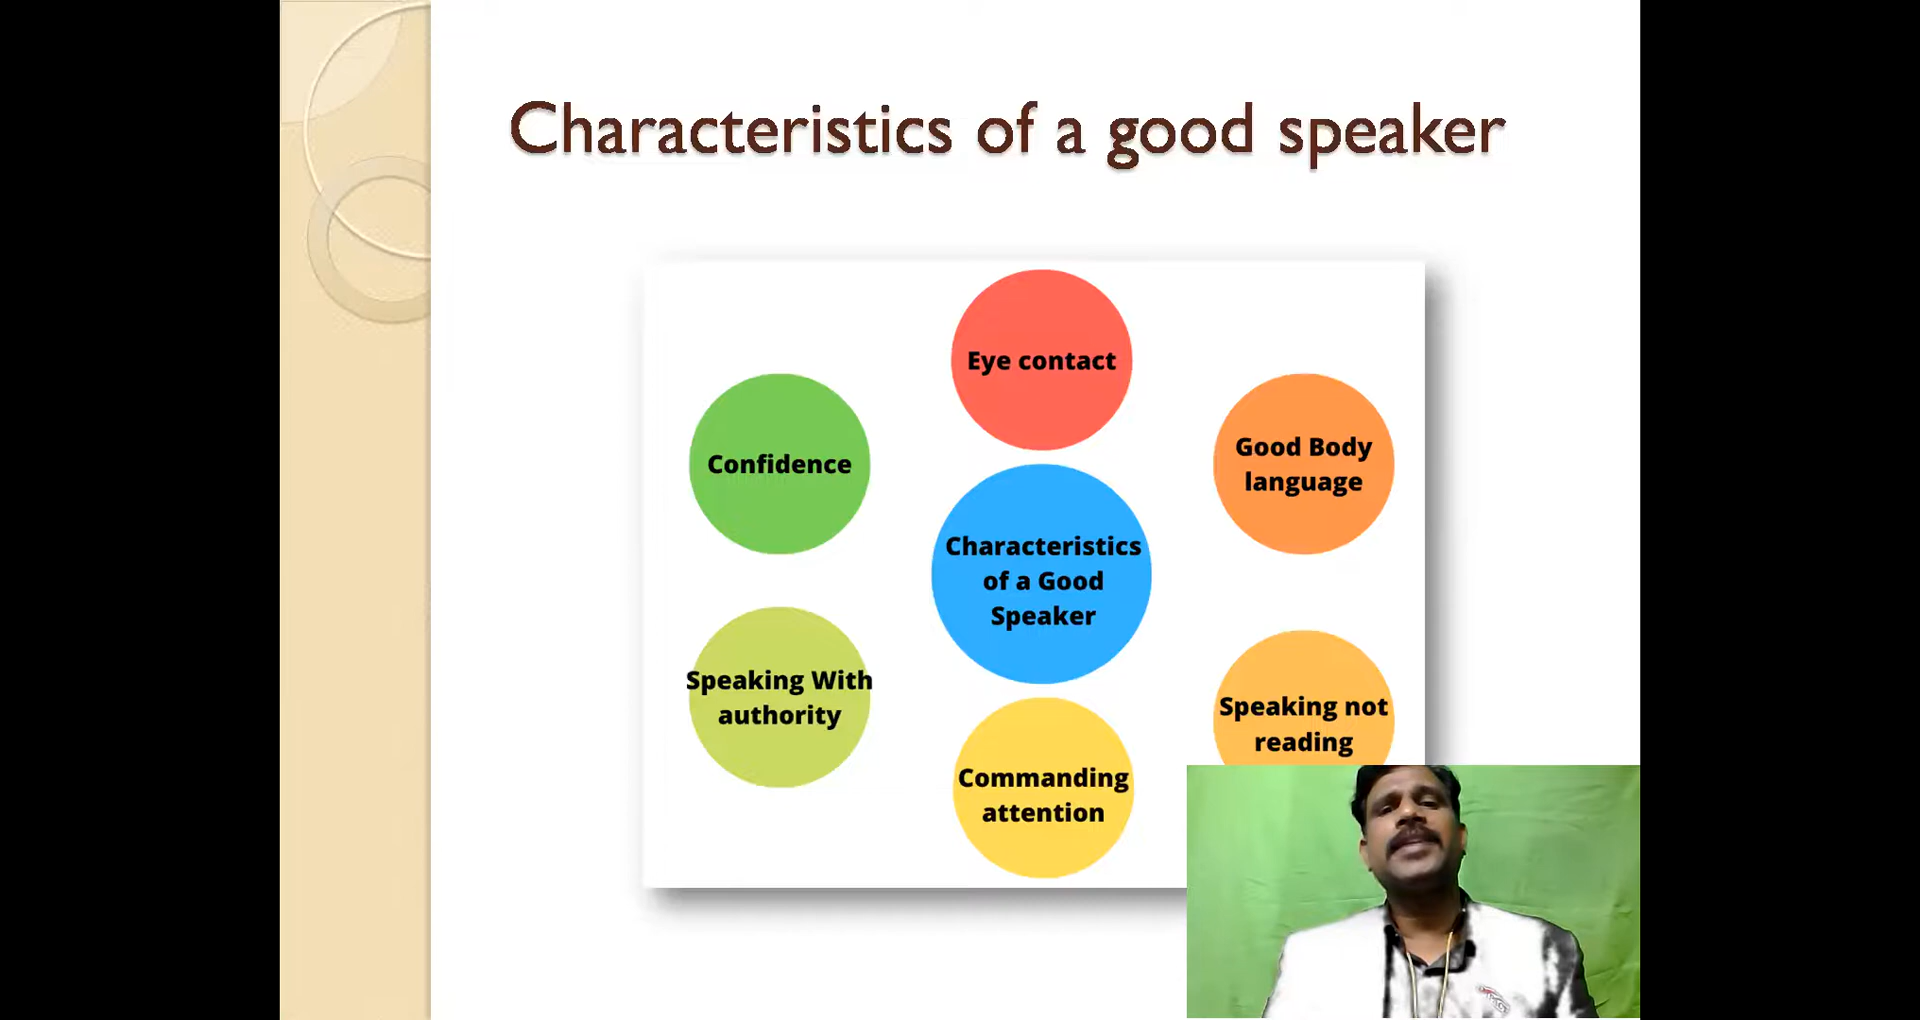 Characteristics of a good speaker
Eye contact
Confidence
Good Body
language
Characteristics
of a Good
Speaker
Speaking With
authority
Speaking not
reading
Commanding
attention